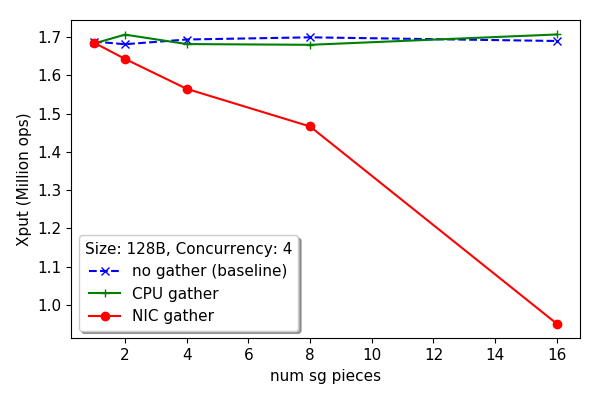 1.7
1.6
1.5
1.4
1.3
1.2
1.1
1.0
Xput (Million ops)
Size: 128B, Concurrency: 4
no gather (baseline)
CPU gather
NIC gather
2 4 6 8 10 12 14 16
num sg pieces